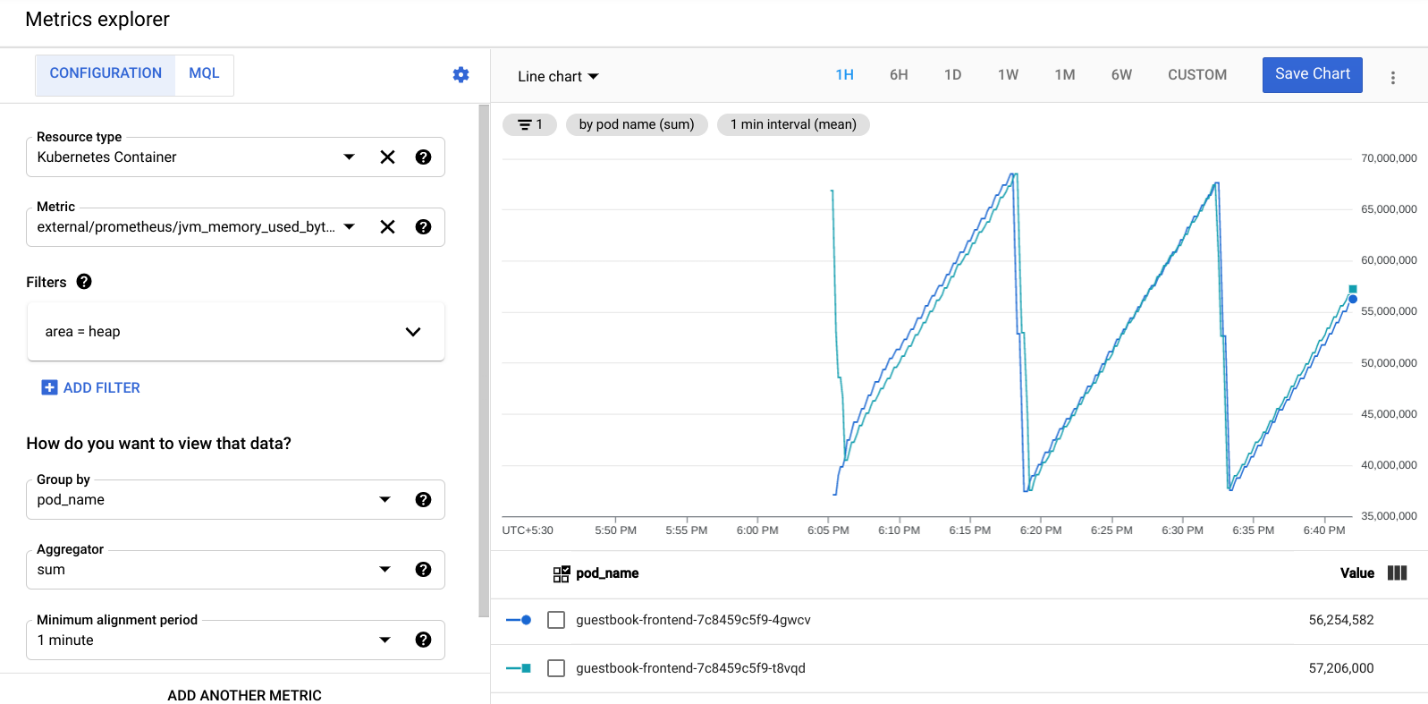 Metrics explorer
CONFIGURATION MQL
Resource type
Kubernetes Container
Metric
external/prometheus/jvm_memory_used_byt...
Filters
area = heap
ADD FILTER
How do you want to view that data?
Group by
pod_name
Aggregator
sum
Minimum alignment period
1 minute
ADD ANOTHER METRIC
Line chart 1H 6H 1D 1W 1M 6W CUSTOM Save Chart
1 by pod name (sum) 1 min interval (mean)
70,000,000
65,000,000
60,000,000
55,000,000
50,000,000
45,000,000
40,000,000
35,000,000
UTC+5:30 5:50 PM 5:55 PM 6:00 PM 6:05 PM 6:10 PM 6:15 PM 6:20 PM 6:25 PM 6:30 PM 6:35 PM 6:40 PM
pod_name Value
guestbook-frontend-7c8459c5f9-4gwcv 56,254,582
guestbook-frontend-7c8459c5f9-t8vqd 57,206,000